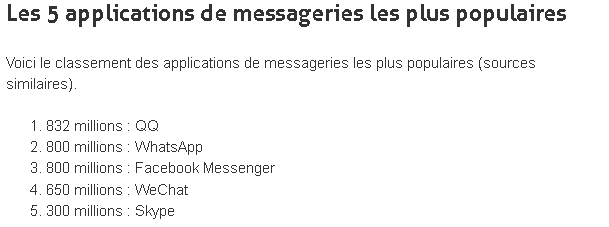 Les 5 applications de messageries les plus populaires
Voici le classement des applications de messageries les plus populaires (sources
similaires).
1. 832 millions : QQ
2. 800 millions : WhatsApp
3. 800 millions : Facebook Messenger
4. 650 millions : WeChat
5. 300 millions : Skype